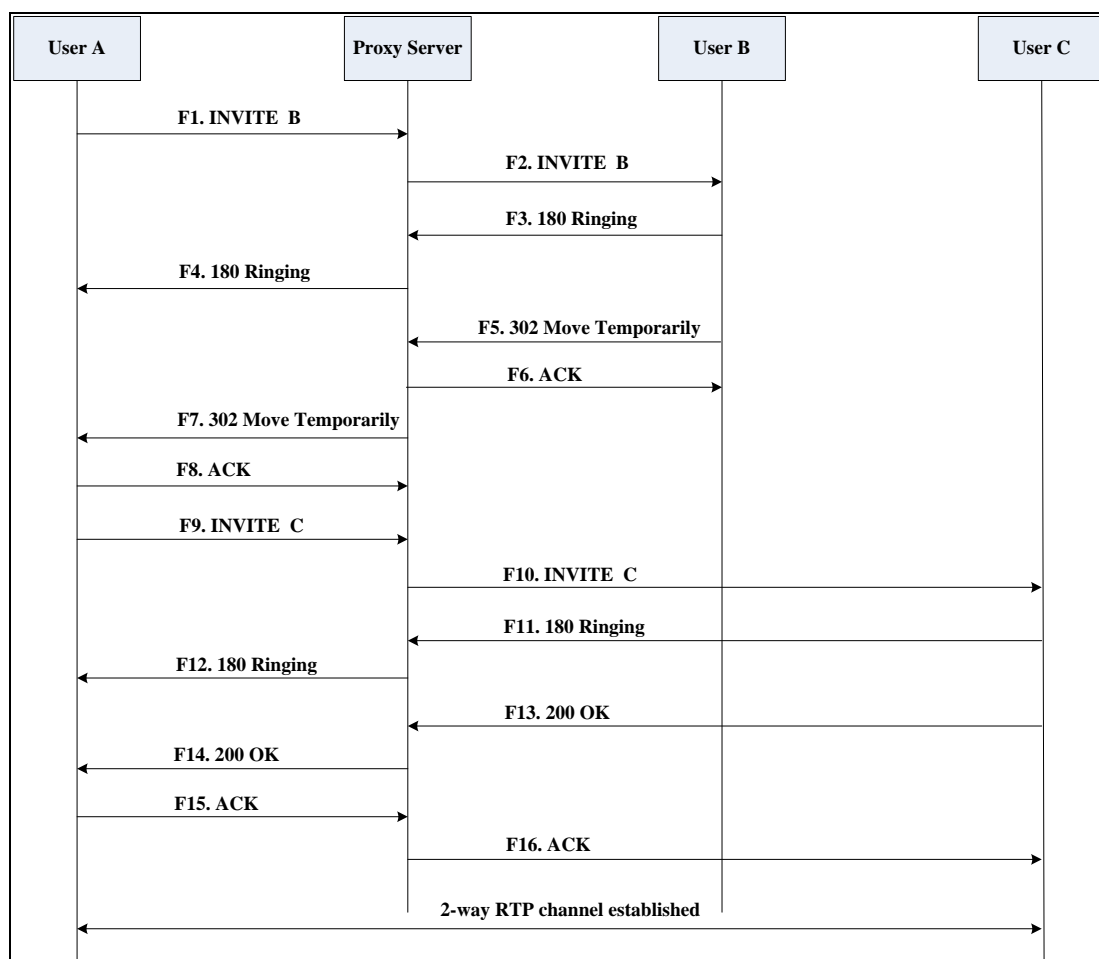 User A
Proxy Server
User B
User C
F1. INVITE B
F2. INVITE B
F3. 180 Ringing
F4. 180 Ringing
F5. 302 Move Temporarily
F6. ACK
F7. 302 Move Temporarily
F8. ACK
F9. INVITE C
F10. INVITE C
F11. 180 Ringing
F12. 180 Ringing
F13. 200 OK
F14. 200 OK
F15. ACK
F16. ACK
2-way RTP channel established